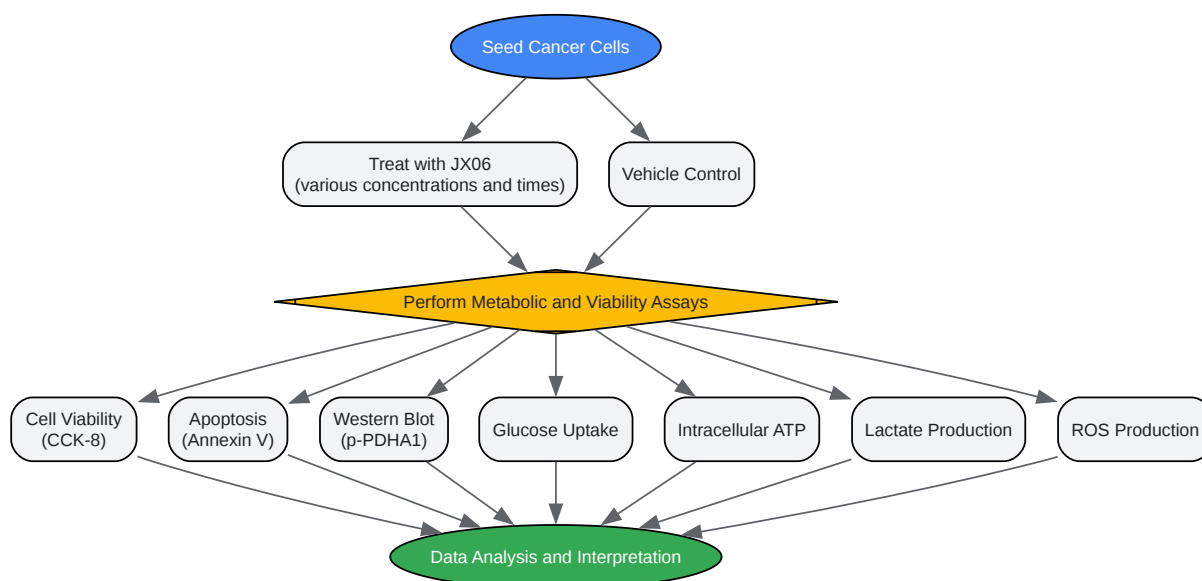 Seed Cancer Cells
Treat with JX06
(various concentrations and times)
Vehicle Control
Perform Metabolic and Viability Assays
Cell Viability
(CCK-8)
Apoptosis
(Annexin V)
Western Blot
(p-PDHA1)
Glucose Uptake
Intracellular ATP
Lactate Production
ROS Production
Data Analysis and Interpretation